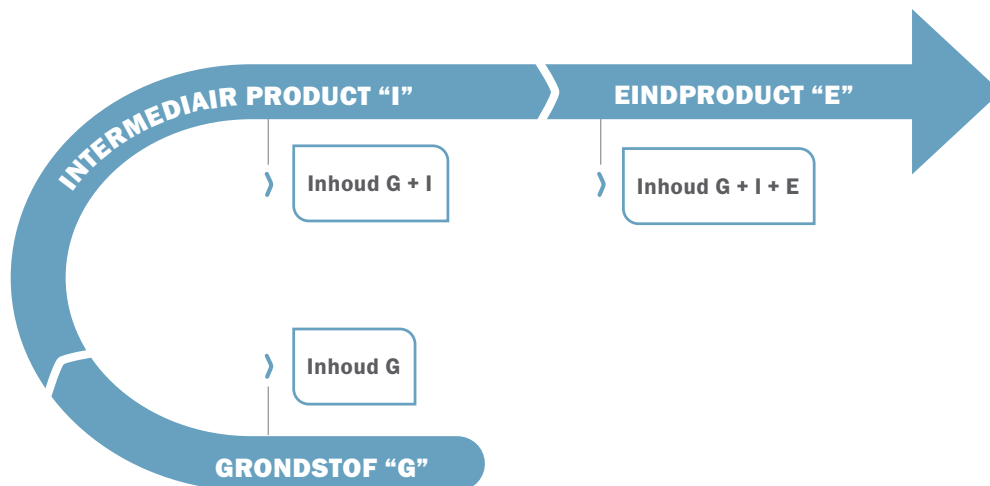 INTERMEDIAIR PRODUCT “I”
EINDPRODUCT “E”
Inhoud G + I
Inhoud G + I + E
Inhoud G
GRONDSTOF “G”